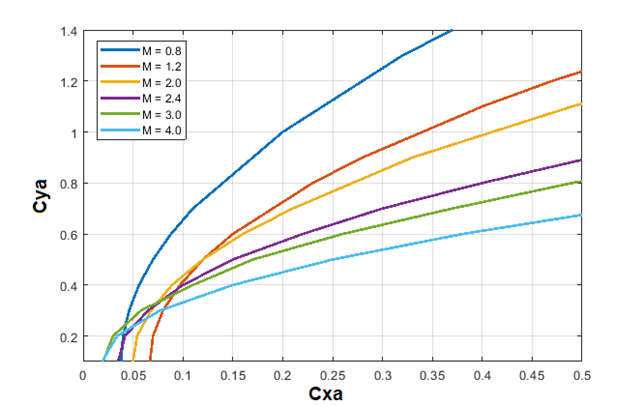 1.4
1.2
1
0.8
0.6
0.4
0.2
Cya
M = 0.8
M = 1.2
M = 2.0
M = 2.4
M = 3.0
M = 4.0
0 0.05 0.1 0.15 0.2 0.25 0.3 0.35 0.4 0.45 0.5
Cxa